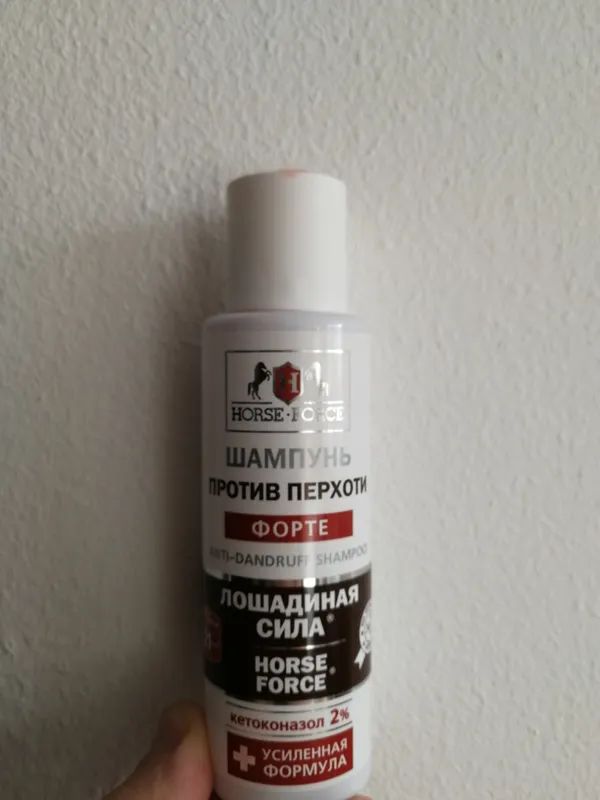 H
HORSE·FORCE
ШАМПУНЬ
ПРОТИВ ПЕРХОТИ
ФОРТЕ
ANTI-DANDRUFF SHAMPOO
ЛОШАДИНАЯ
СИЛА®
HORSE
FORCE®
кетоконазол 2%
УСИЛЕННАЯ
ФОРМУЛА